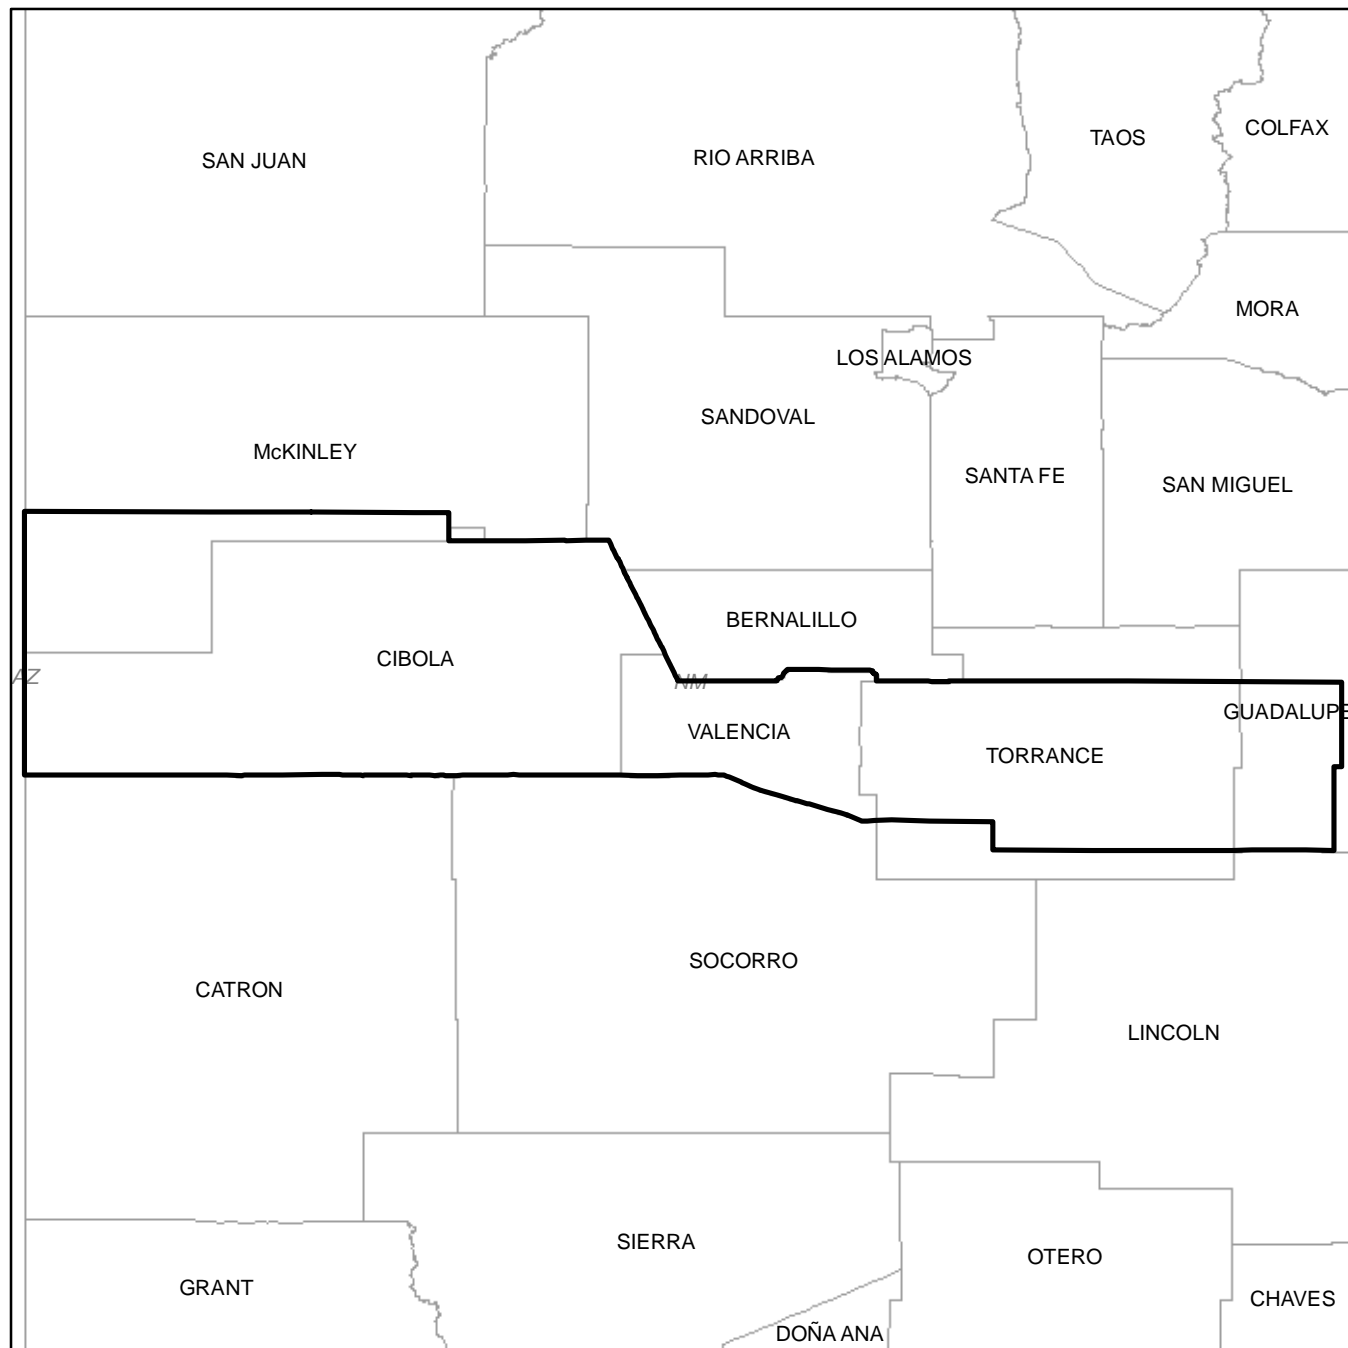 COLFAX
TAOS
SAN JUAN
RIO ARRIBA
MORA
LOS ALAMOS
SANDOVAL
McKINLEY
SANTA FE
SAN MIGUEL
BERNALILLO
CIBOLA
AZ
NM
GUADALUPE
VALENCIA
TORRANCE
SOCORRO
CATRON
LINCOLN
SIERRA
OTERO
GRANT
CHAVES
DOÑA ANA